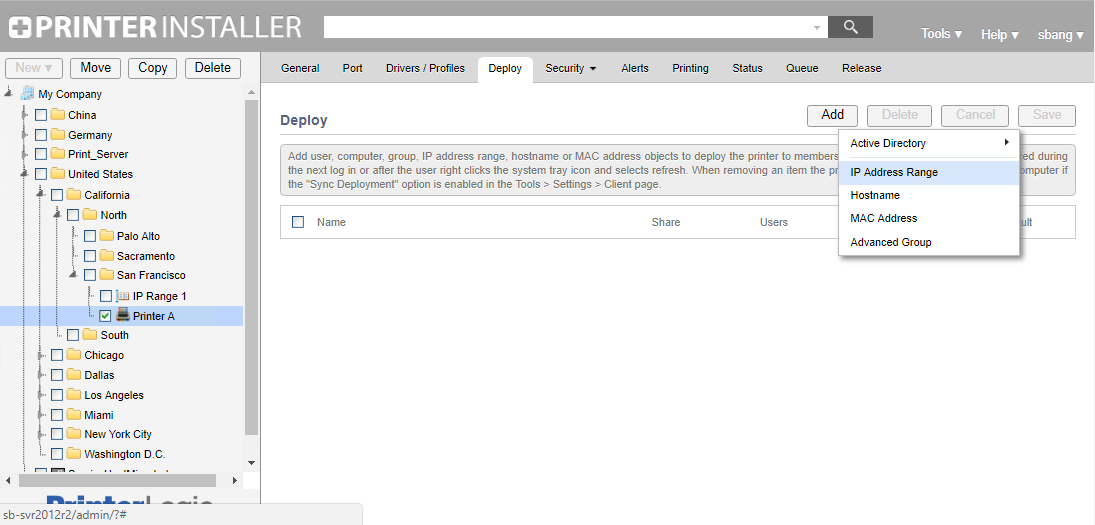 PRINTER INSTALLER
Tools ▾ Help ▾ sbang ▾
New ▾ Move Copy Delete
General Port Drivers / Profiles Deploy Security ▾ Alerts Printing Status Queue Release
My Company
China
Germany
Print_Server
United States
California
North
Palo Alto
Sacramento
San Francisco
IP Range 1
Printer A
South
Chicago
Dallas
Los Angeles
Miami
New York City
Washington D.C.
sb-svr2012r2/admin/?#
Deploy
Add Delete Cancel Save
Add user, computer, group, IP address range, hostname or MAC address objects to deploy the printer to members ed during
the next log in or after the user right clicks the system tray icon and selects refresh. When removing an item the pr omputer if
the "Sync Deployment" option is enabled in the Tools > Settings > Client page.
Name Share Users ult
Active Directory
IP Address Range
Hostname
MAC Address
Advanced Group